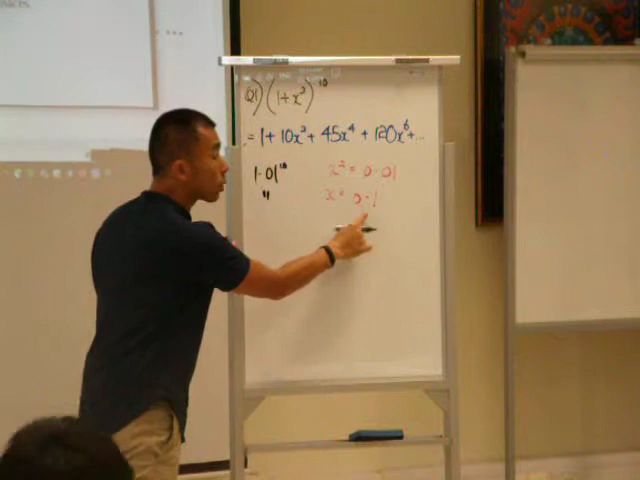 Q1) (1+x²)¹⁰
= 1 + 10x² + 45x⁴ + 120x⁶ + ...
1.01¹⁰ x² = 0.01
" x = 0.1